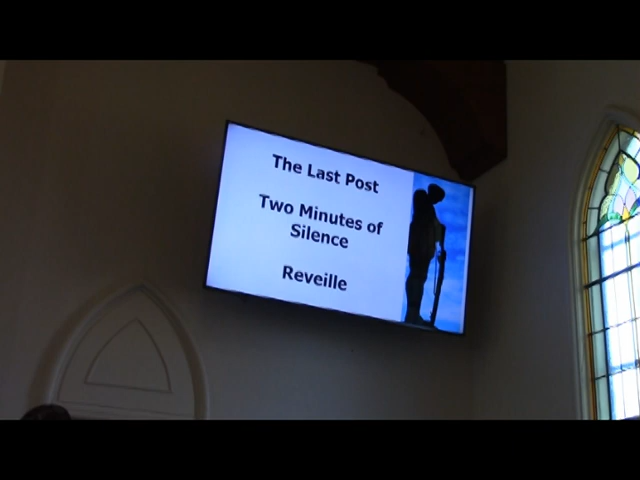 The Last Post
Two Minutes of
Silence
Reveille